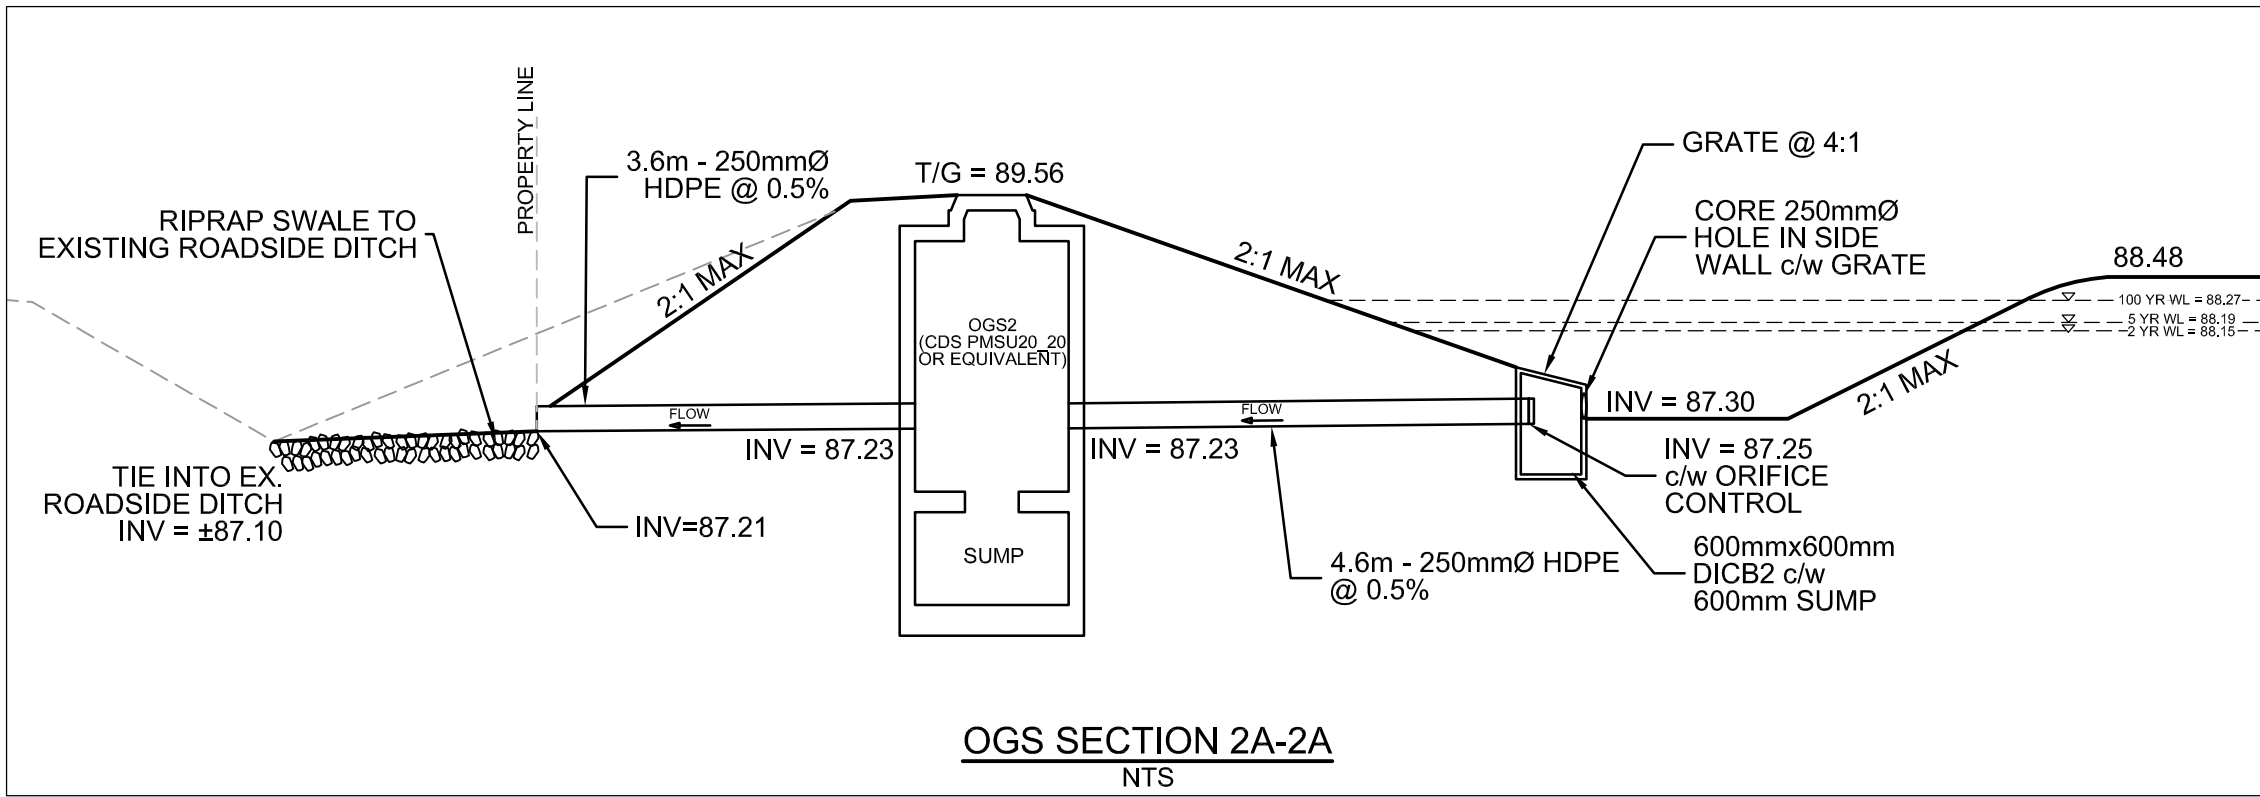 PROPERTY LINE
3.6m - 250mmØ
HDPE @ 0.5%
T/G = 89.56
GRATE @ 4:1
RIPRAP SWALE TO
EXISTING ROADSIDE DITCH
CORE 250mmØ
HOLE IN SIDE
WALL c/w GRATE
2:1 MAX
2:1 MAX
88.48
100 YR WL = 88.27
5 YR WL = 88.19
2 YR WL = 88.15
OGS2
(CDS PMSU20_20
OR EQUIVALENT)
2:1 MAX
INV = 87.30
FLOW
FLOW
INV = 87.23
INV = 87.23
INV = 87.25
c/w ORIFICE
CONTROL
TIE INTO EX.
ROADSIDE DITCH
INV = ±87.10
INV=87.21
SUMP
4.6m - 250mmØ HDPE
@ 0.5%
600mmx600mm
DICB2 c/w
600mm SUMP
OGS SECTION 2A-2A
NTS